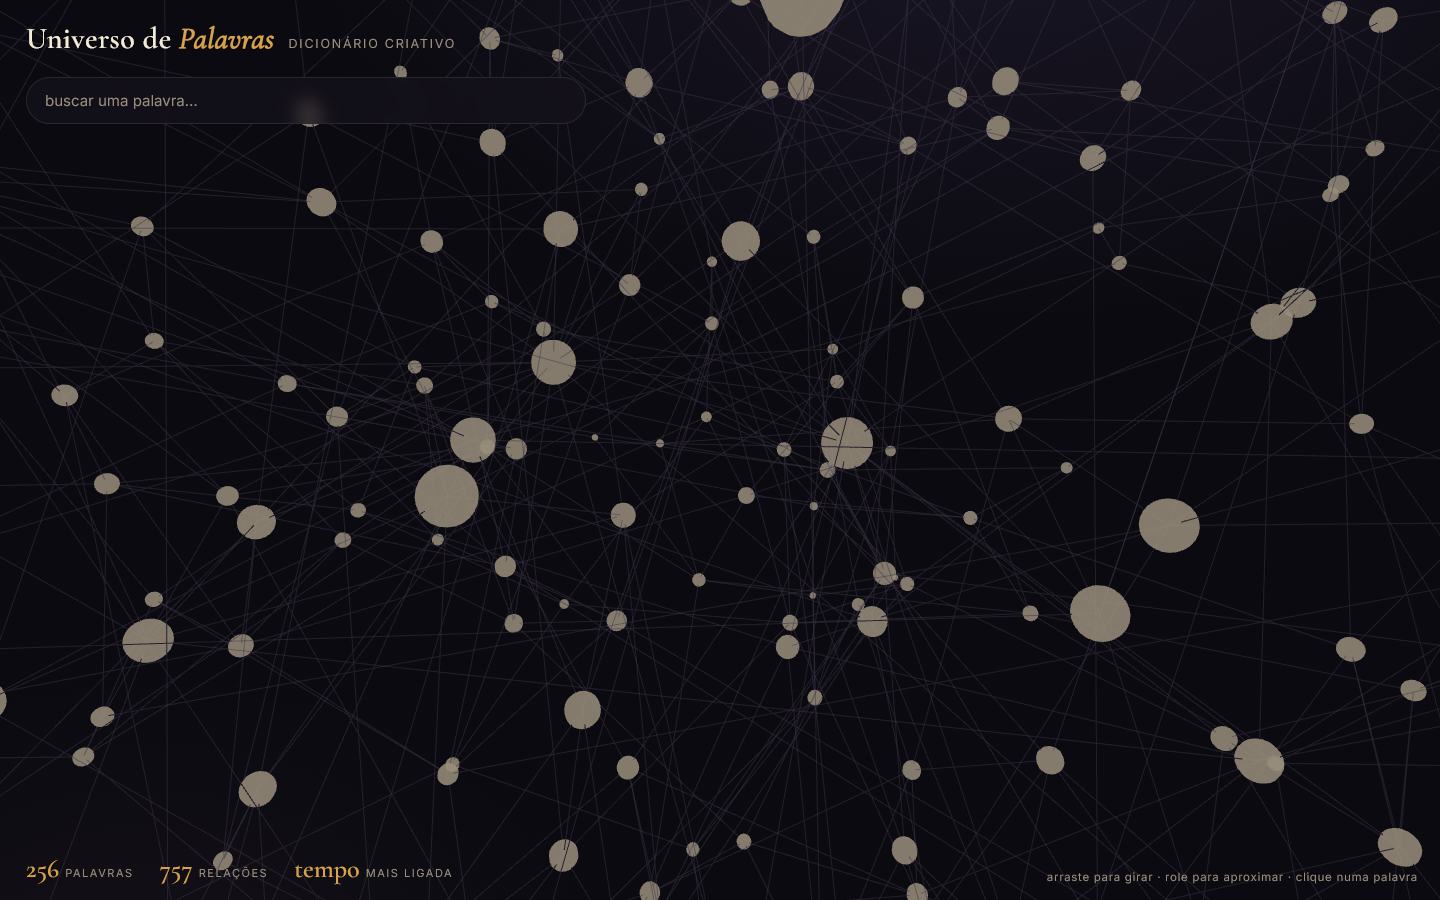 Universo de Palavras DICIONÁRIO CRIATIVO
buscar uma palavra...
256 PALAVRAS 757 RELAÇÕES tempo MAIS LIGADA
arraste para girar · role para aproximar · clique numa palavra